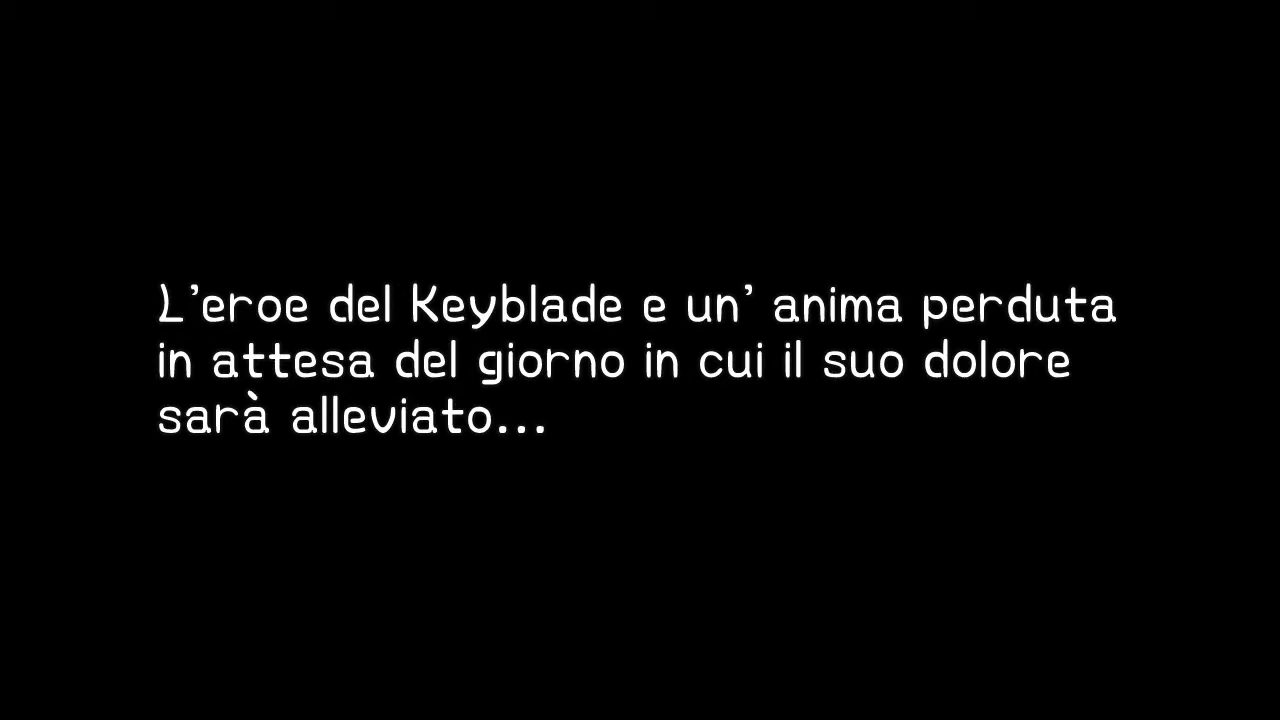 L'eroe del Keyblade e un' anima perduta
in attesa del giorno in cui il suo dolore
sarà alleviato...